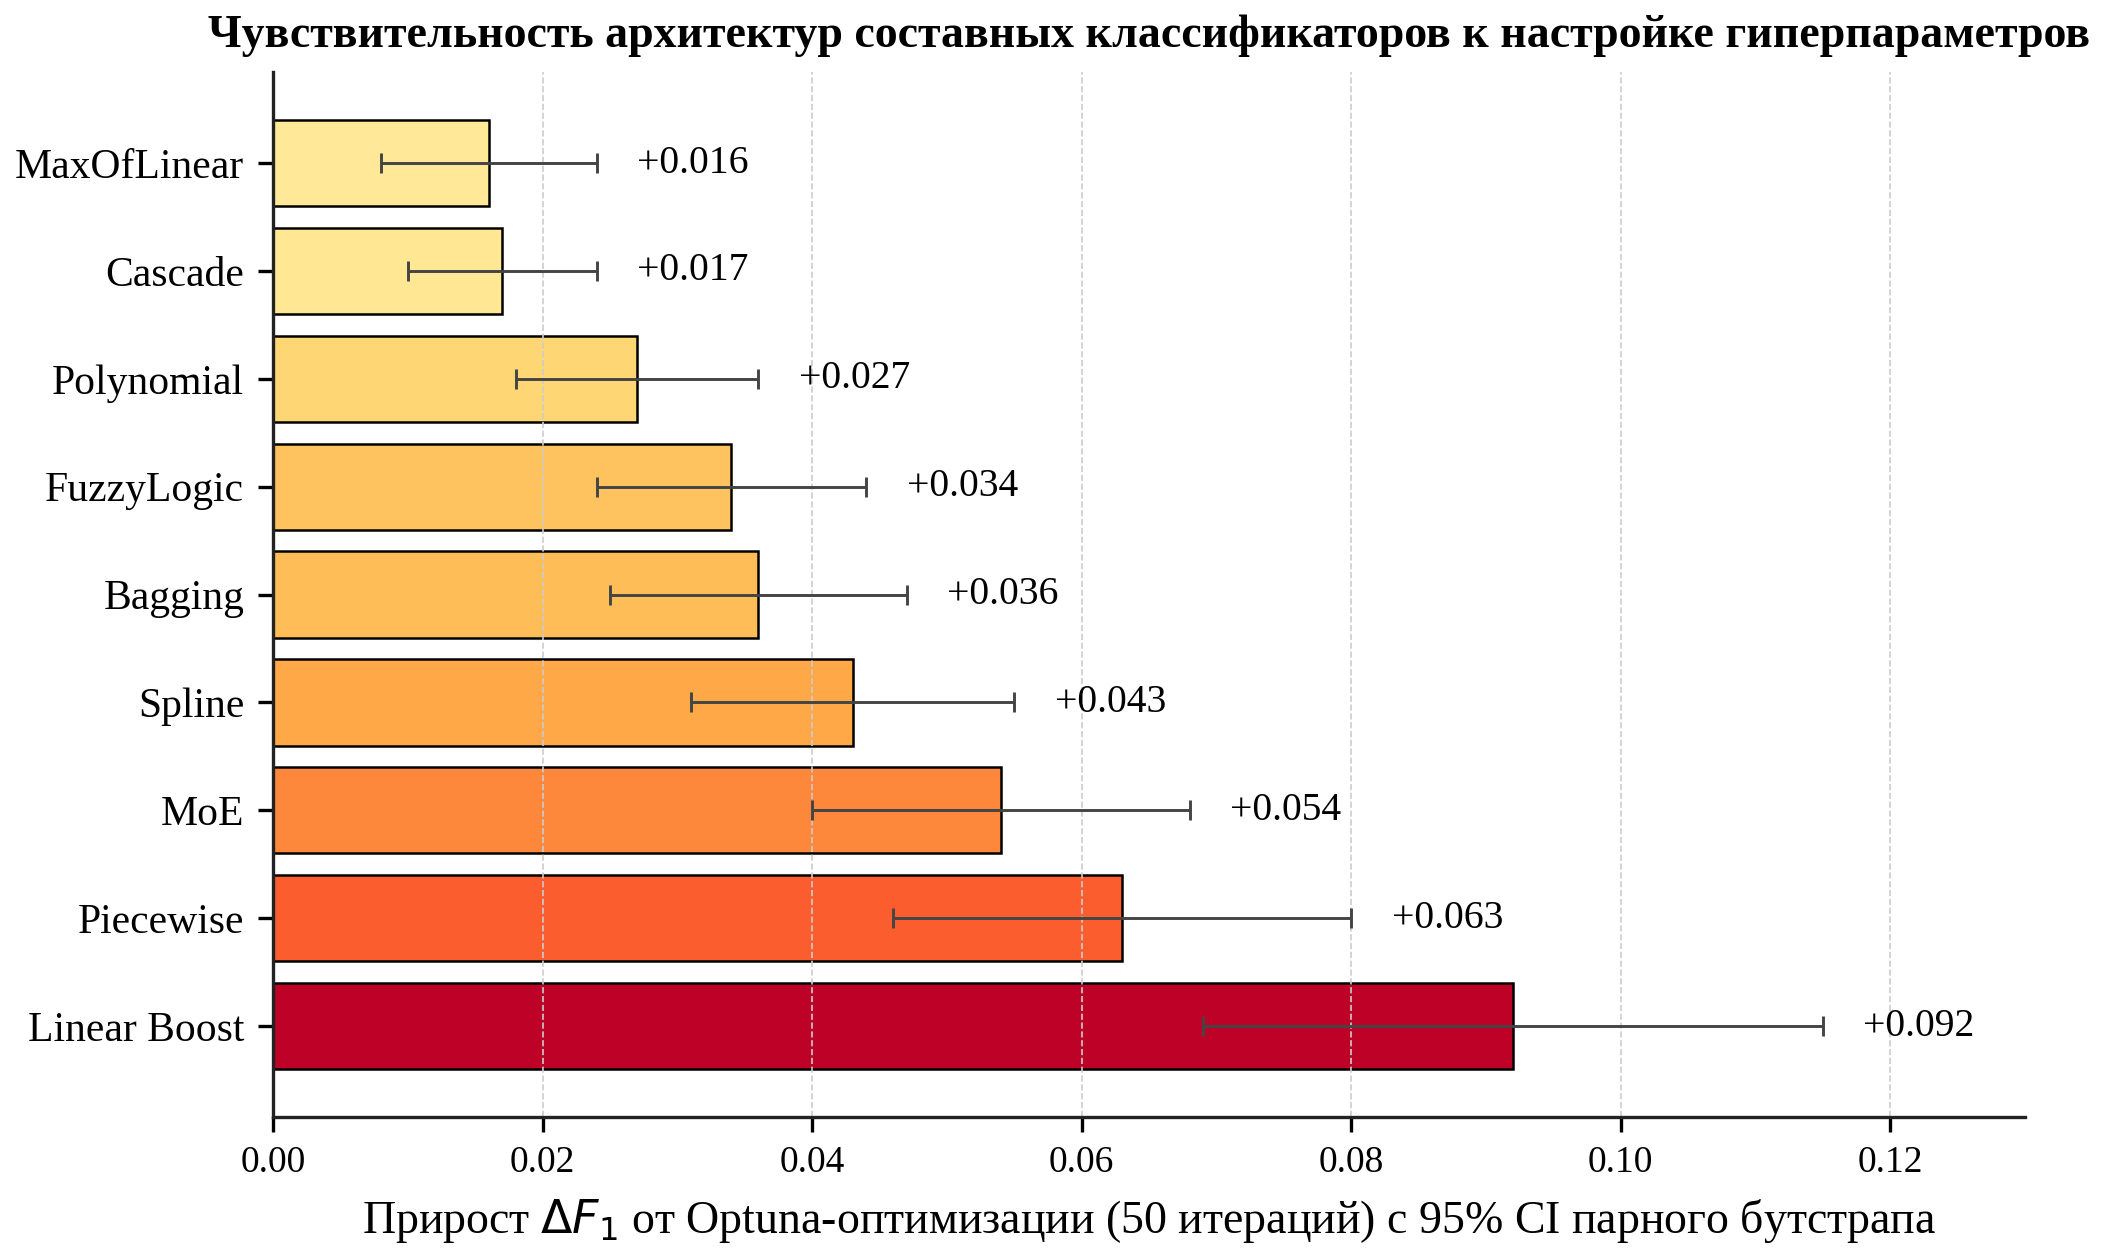 Чувствительность архитектур составных классификаторов к настройке гиперпараметров
MaxOfLinear +0.016
Cascade +0.017
Polynomial +0.027
FuzzyLogic +0.034
Bagging +0.036
Spline +0.043
MoE +0.054
Piecewise +0.063
Linear Boost +0.092
0.00 0.02 0.04 0.06 0.08 0.10 0.12
Прирост ΔF₁ от Optuna-оптимизации (50 итераций) с 95% CI парного бутстрапа